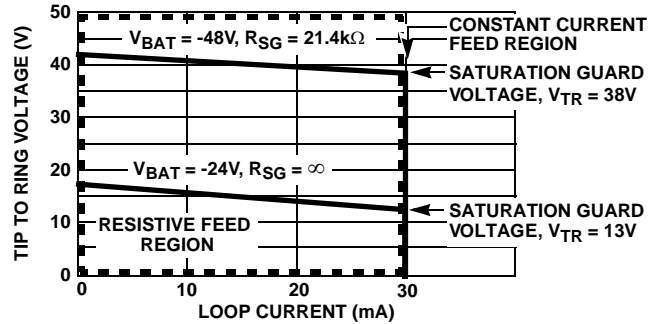 50
40
30
20
10
0
TIP TO RING VOLTAGE (V)
V_BAT = -48V, R_SG = 21.4kΩ
V_BAT = -24V, R_SG = ∞
RESISTIVE FEED
REGION
CONSTANT CURRENT
FEED REGION
SATURATION GUARD
VOLTAGE, V_TR = 38V
SATURATION GUARD
VOLTAGE, V_TR = 13V
0 10 20 30
LOOP CURRENT (mA)